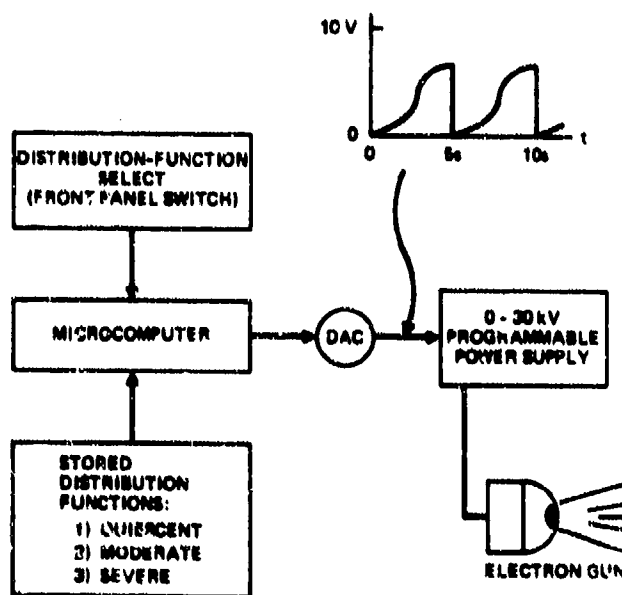 10 V
0
0
5s
10s
t
DISTRIBUTION-FUNCTION
SELECT
(FRONT PANEL SWITCH)
MICROCOMPUTER
DAC
0 - 30 kV
PROGRAMMABLE
POWER SUPPLY
STORED
DISTRIBUTION
FUNCTIONS:
1) QUIERCENT
2) MODERATE
3) SEVERE
ELECTRON GUN